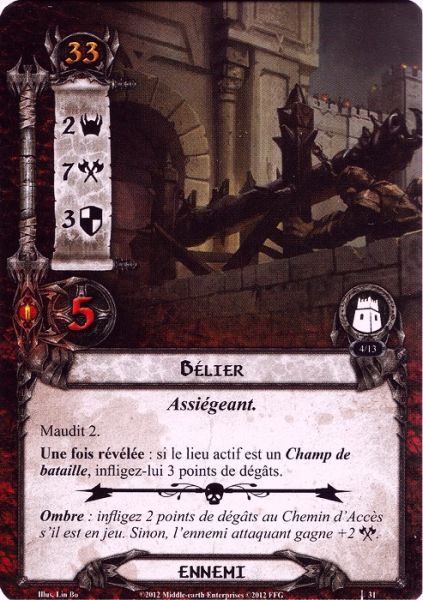 33
2
7
3
5
4/13
Bélier
Assiégeant.
Maudit 2.
Une fois révélée : si le lieu actif est un Champ de
bataille, infligez-lui 3 points de dégâts.
Ombre : infligez 2 points de dégâts au Chemin d'Accès
s'il est en jeu. Sinon, l'ennemi attaquant gagne +2
ENNEMI
Illus. Lin Bo
©2012 Middle-earth Enterprises ©2012 FFG
31